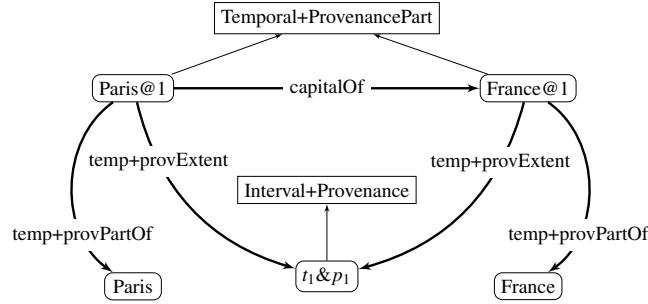 Temporal+ProvenancePart
Paris@1
capitalOf
France@1
temp+provExtent
temp+provExtent
Interval+Provenance
temp+provPartOf
temp+provPartOf
Paris
t₁&p₁
France